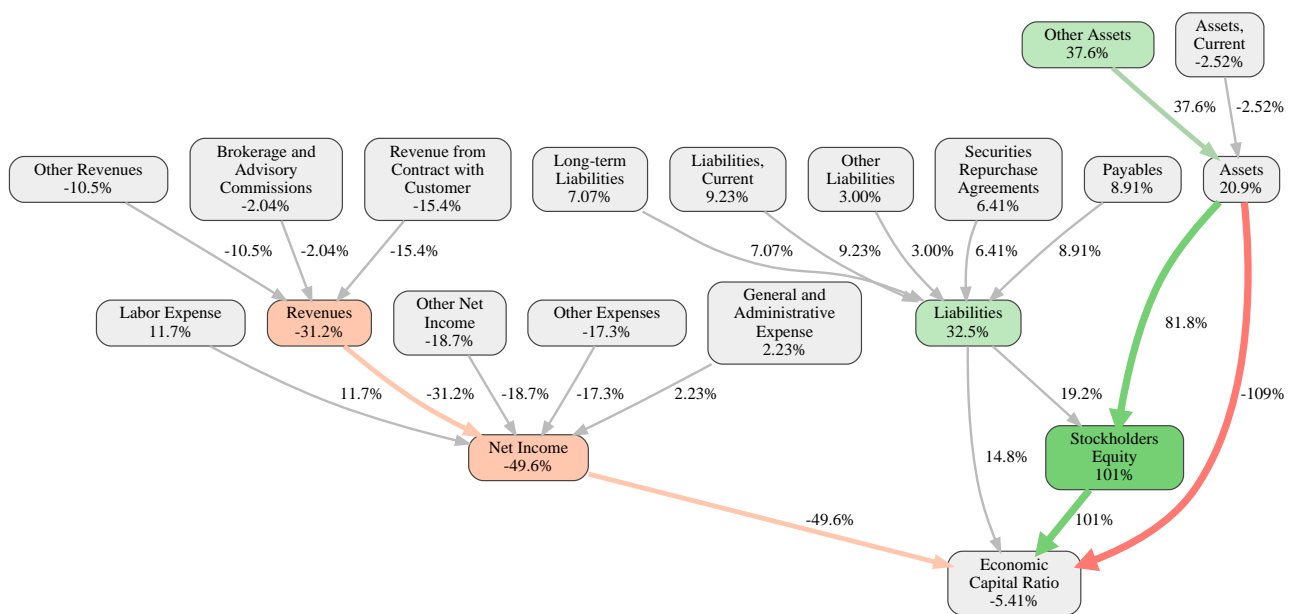 Other Assets
37.6%
Assets,
Current
-2.52%
37.6%
-2.52%
Other Revenues
-10.5%
Brokerage and
Advisory
Commissions
-2.04%
Revenue from
Contract with
Customer
-15.4%
Long-term
Liabilities
7.07%
Liabilities,
Current
9.23%
Other
Liabilities
3.00%
Securities
Repurchase
Agreements
6.41%
Payables
8.91%
Assets
20.9%
-10.5%
-2.04%
-15.4%
7.07%
9.23%
3.00%
6.41%
8.91%
Labor Expense
11.7%
Revenues
-31.2%
Other Net
Income
-18.7%
Other Expenses
-17.3%
General and
Administrative
Expense
2.23%
Liabilities
32.5%
81.8%
11.7%
-31.2%
-18.7%
-17.3%
2.23%
19.2%
-109%
Net Income
-49.6%
14.8%
Stockholders
Equity
101%
-49.6%
101%
Economic
Capital Ratio
-5.41%